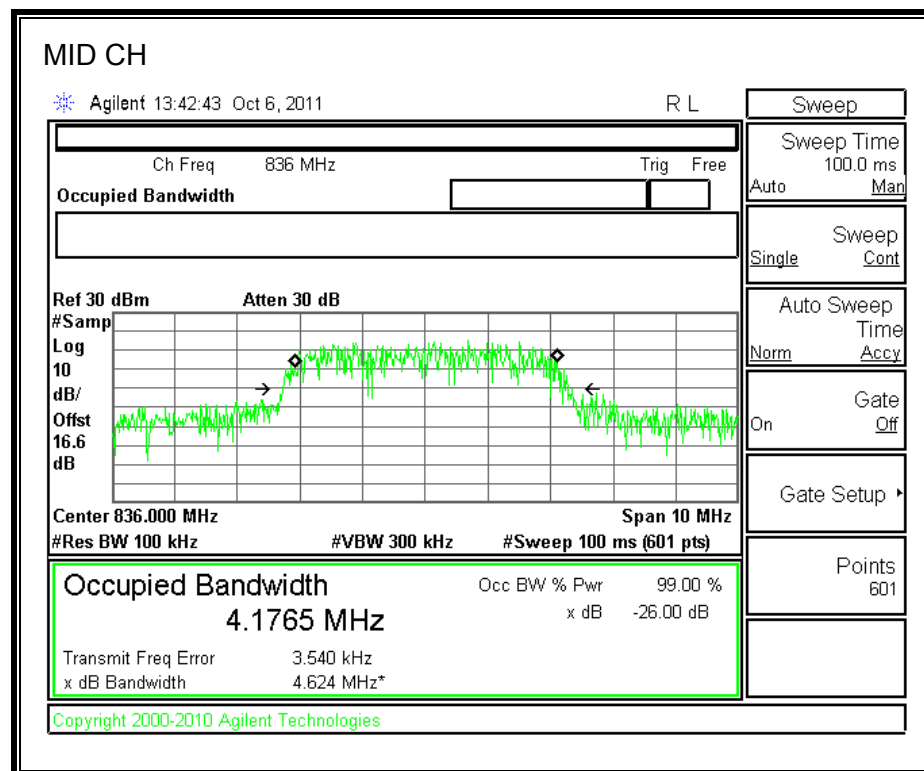 MID CH
Agilent 13:42:43 Oct 6, 2011 R L
Ch Freq 836 MHz Trig Free
Occupied Bandwidth
Ref 30 dBm Atten 30 dB
#Samp
Log
10
dB/
Offst
16.6
dB
Center 836.000 MHz Span 10 MHz
#Res BW 100 kHz #VBW 300 kHz #Sweep 100 ms (601 pts)
Occupied Bandwidth Occ BW % Pwr 99.00 %
4.1765 MHz x dB -26.00 dB
Transmit Freq Error 3.540 kHz
x dB Bandwidth 4.624 MHz*
Copyright 2000-2010 Agilent Technologies
Sweep
Sweep Time
100.0 ms
Auto Man
Sweep
Single Cont
Auto Sweep
Time
Norm Accy
Gate
On Off
Gate Setup
Points
601